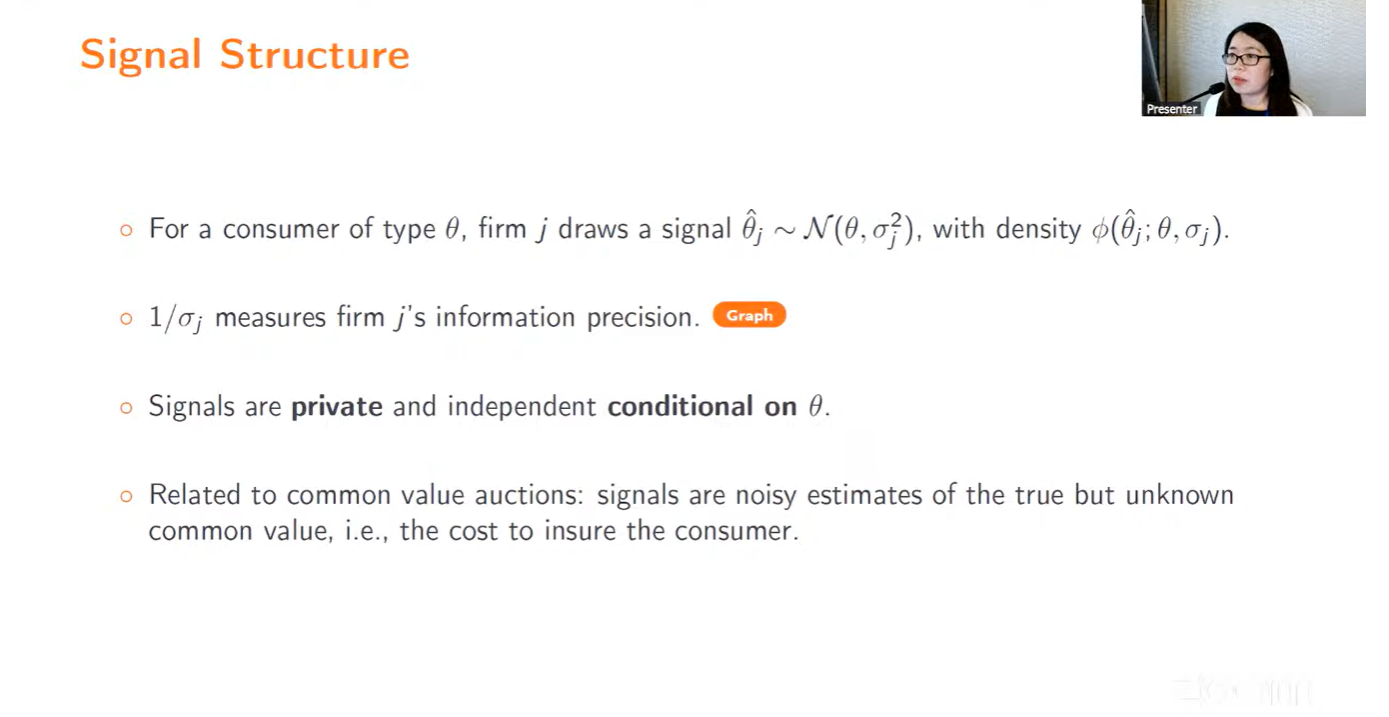 Signal Structure
Presenter
○ For a consumer of type θ, firm j draws a signal θ̂ⱼ ∼ 𝒩(θ, σⱼ²), with density ϕ(θ̂ⱼ; θ, σⱼ).
○ 1/σⱼ measures firm j's information precision. Graph
○ Signals are private and independent conditional on θ.
○ Related to common value auctions: signals are noisy estimates of the true but unknown
common value, i.e., the cost to insure the consumer.